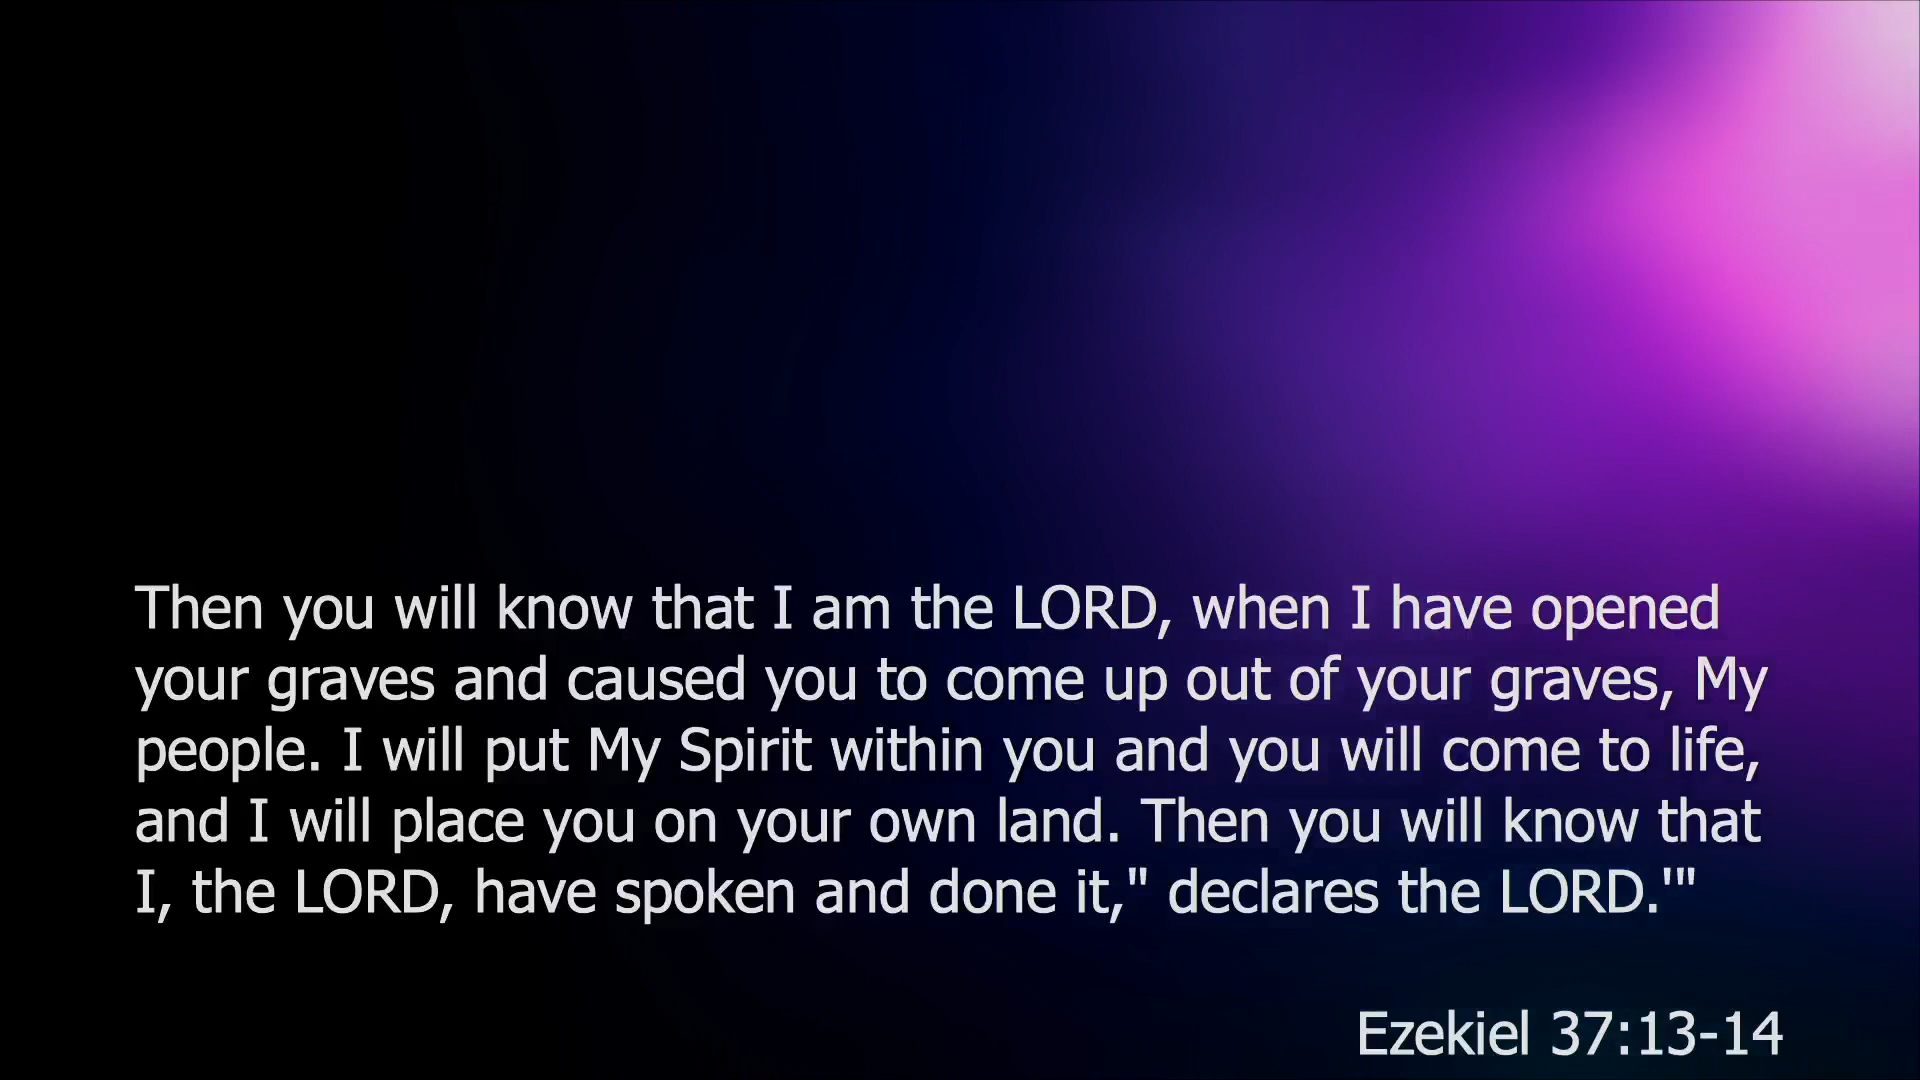 Then you will know that I am the LORD, when I have opened
your graves and caused you to come up out of your graves, My
people. I will put My Spirit within you and you will come to life,
and I will place you on your own land. Then you will know that
I, the LORD, have spoken and done it," declares the LORD.'"
Ezekiel 37:13-14